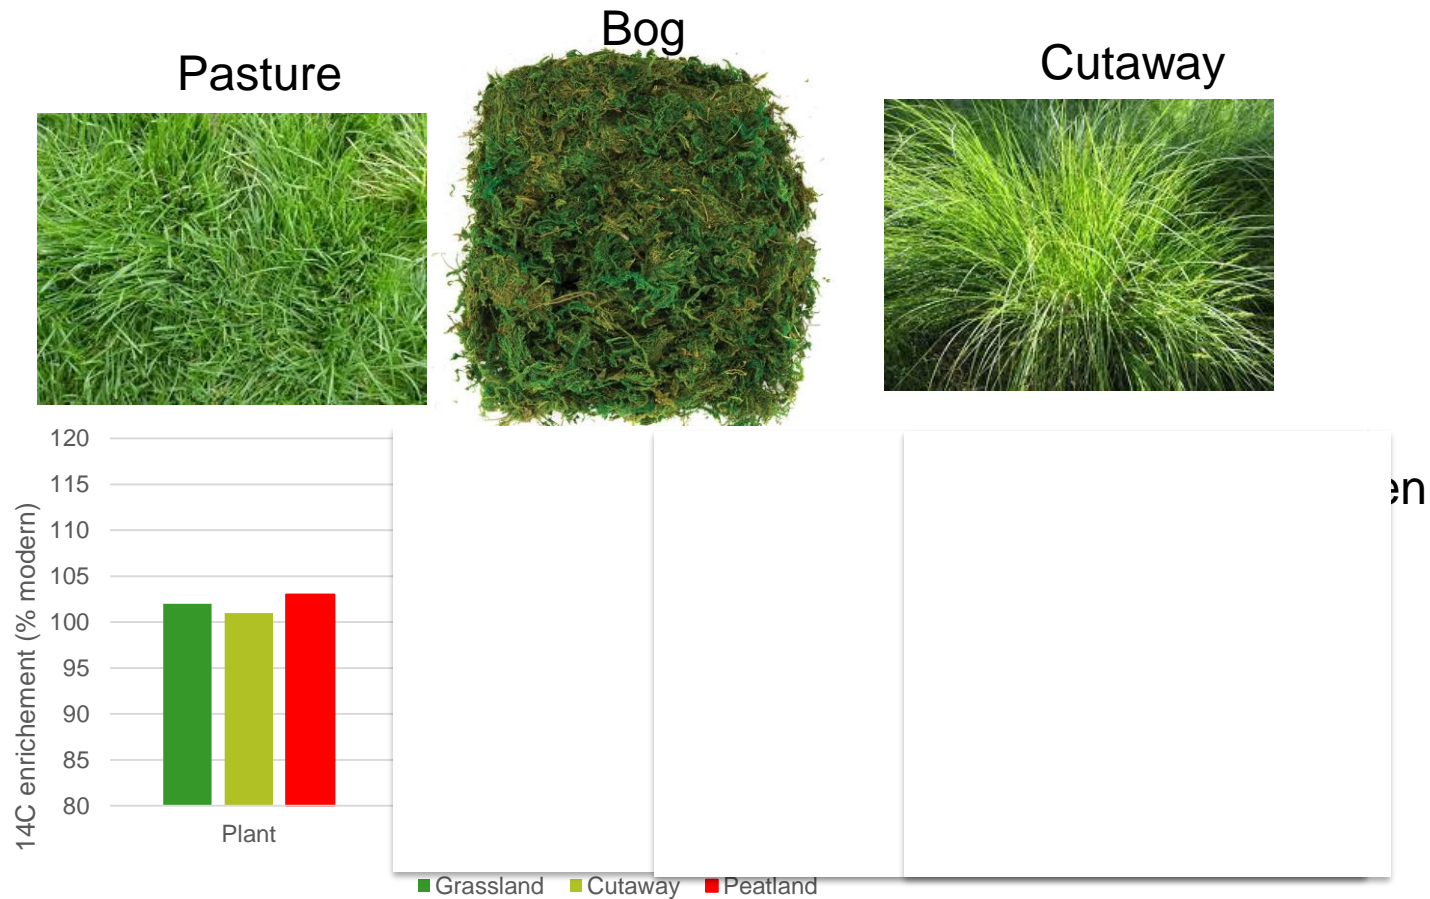 Bog
Pasture
Cutaway
120
115
110
105
100
95
90
85
80
14C enrichement (% modern)
Plant
en
Grassland
Cutaway
Peatland